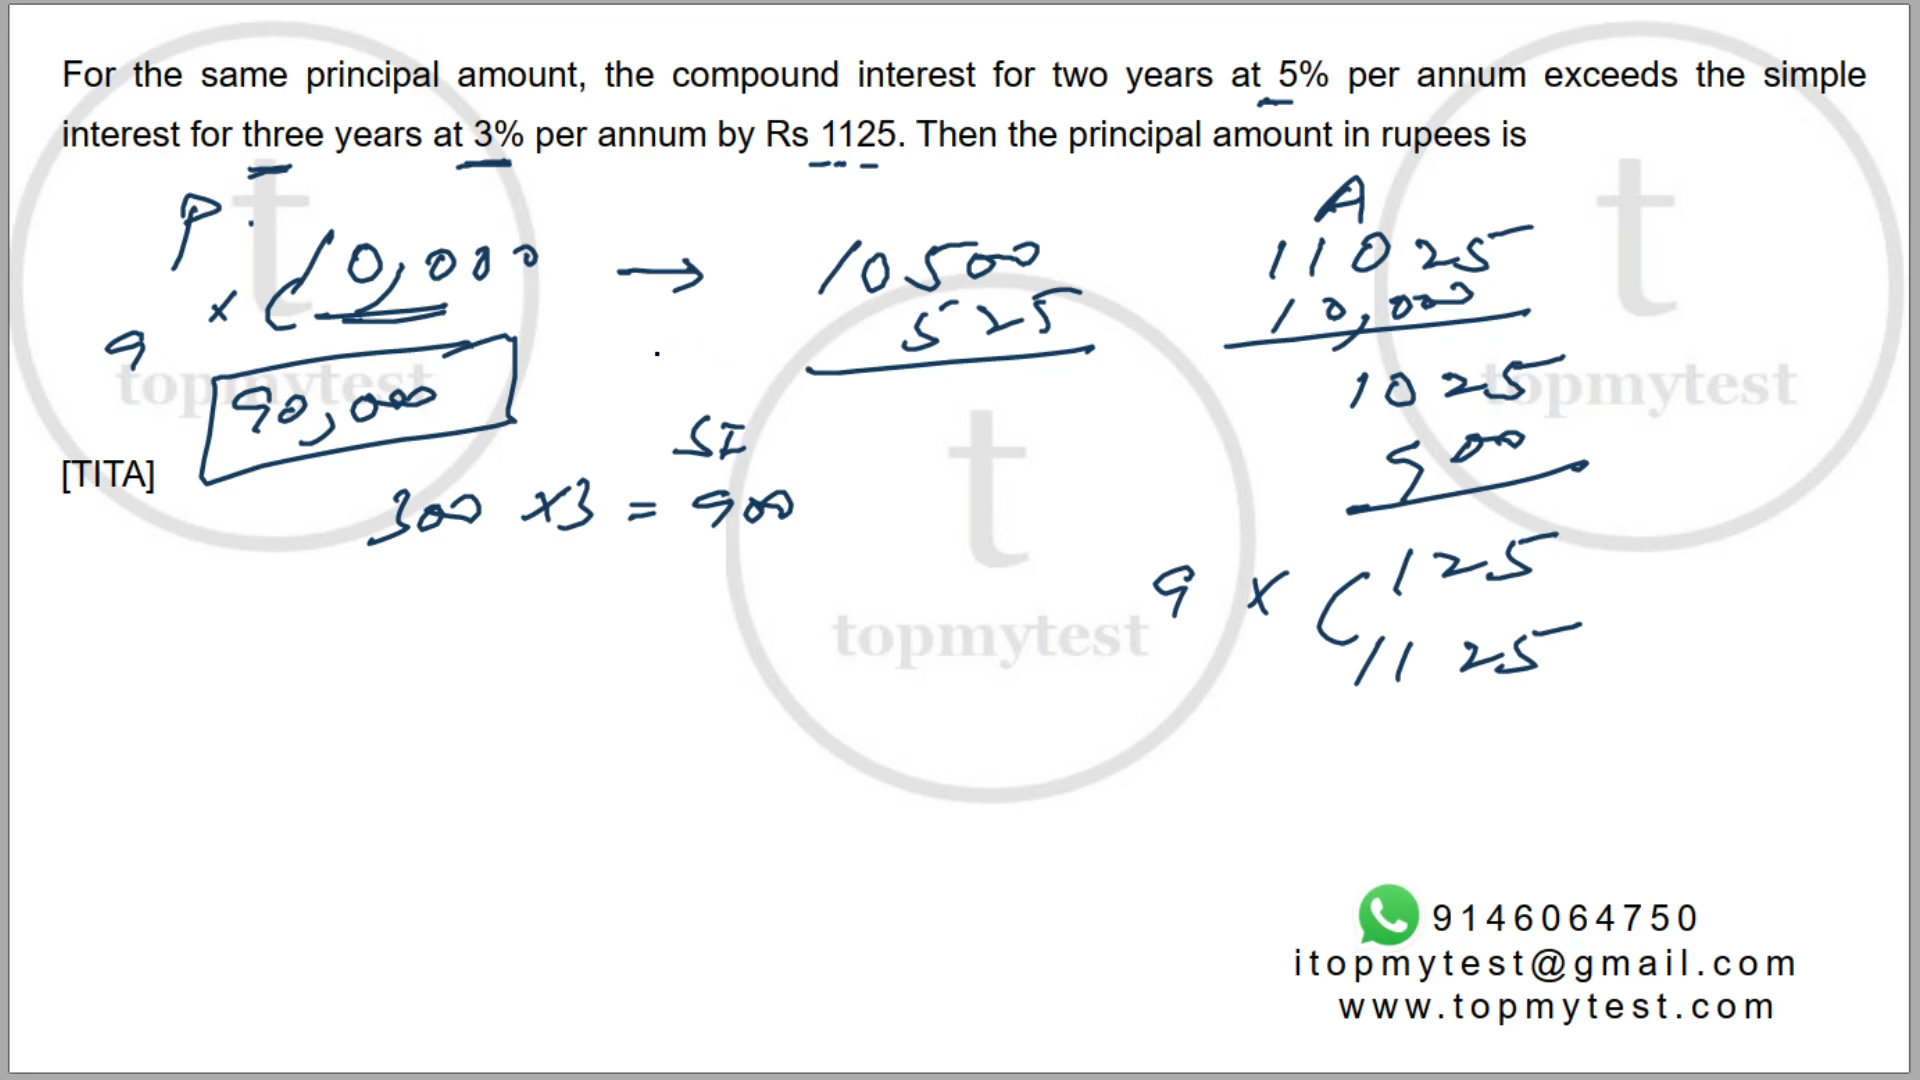 For the same principal amount, the compound interest for two years at 5% per annum exceeds the simple
interest for three years at 3% per annum by Rs 1125. Then the principal amount in rupees is
P
A
10,000 → 10500 11025
525 10,000
9 ×
90,000
1025
SI
500
[TITA]
300 ×3 = 900
125
9 ×
1125
t
topmytest
t
topmytest
t
topmytest
9146064750
itopmytest@gmail.com
www.topmytest.com